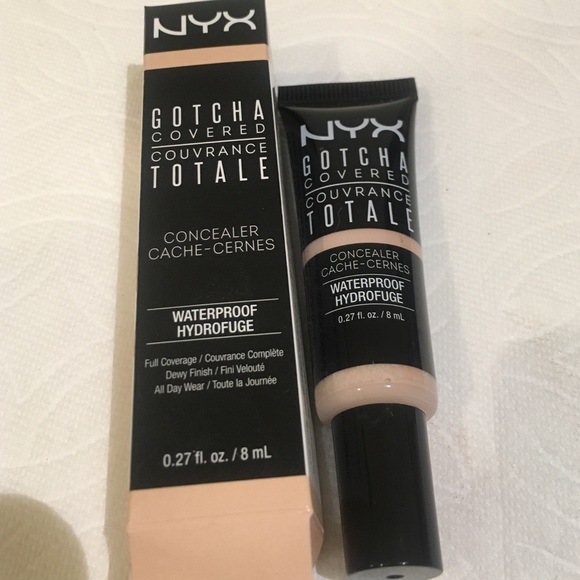 NYX
GOTCHA
COVERED
COUVRANCE
TOTALE
CONCEALER
CACHE-CERNES
WATERPROOF
HYDROFUGE
Full Coverage / Couvrance Complète
Dewy Finish / Fini Velouté
All Day Wear / Toute la Journée
0.27 fl. oz. / 8 mL
NYX
GOTCHA
COVERED
COUVRANCE
TOTALE
CONCEALER
CACHE-CERNES
WATERPROOF
HYDROFUGE
0.27 fl. oz. / 8 mL